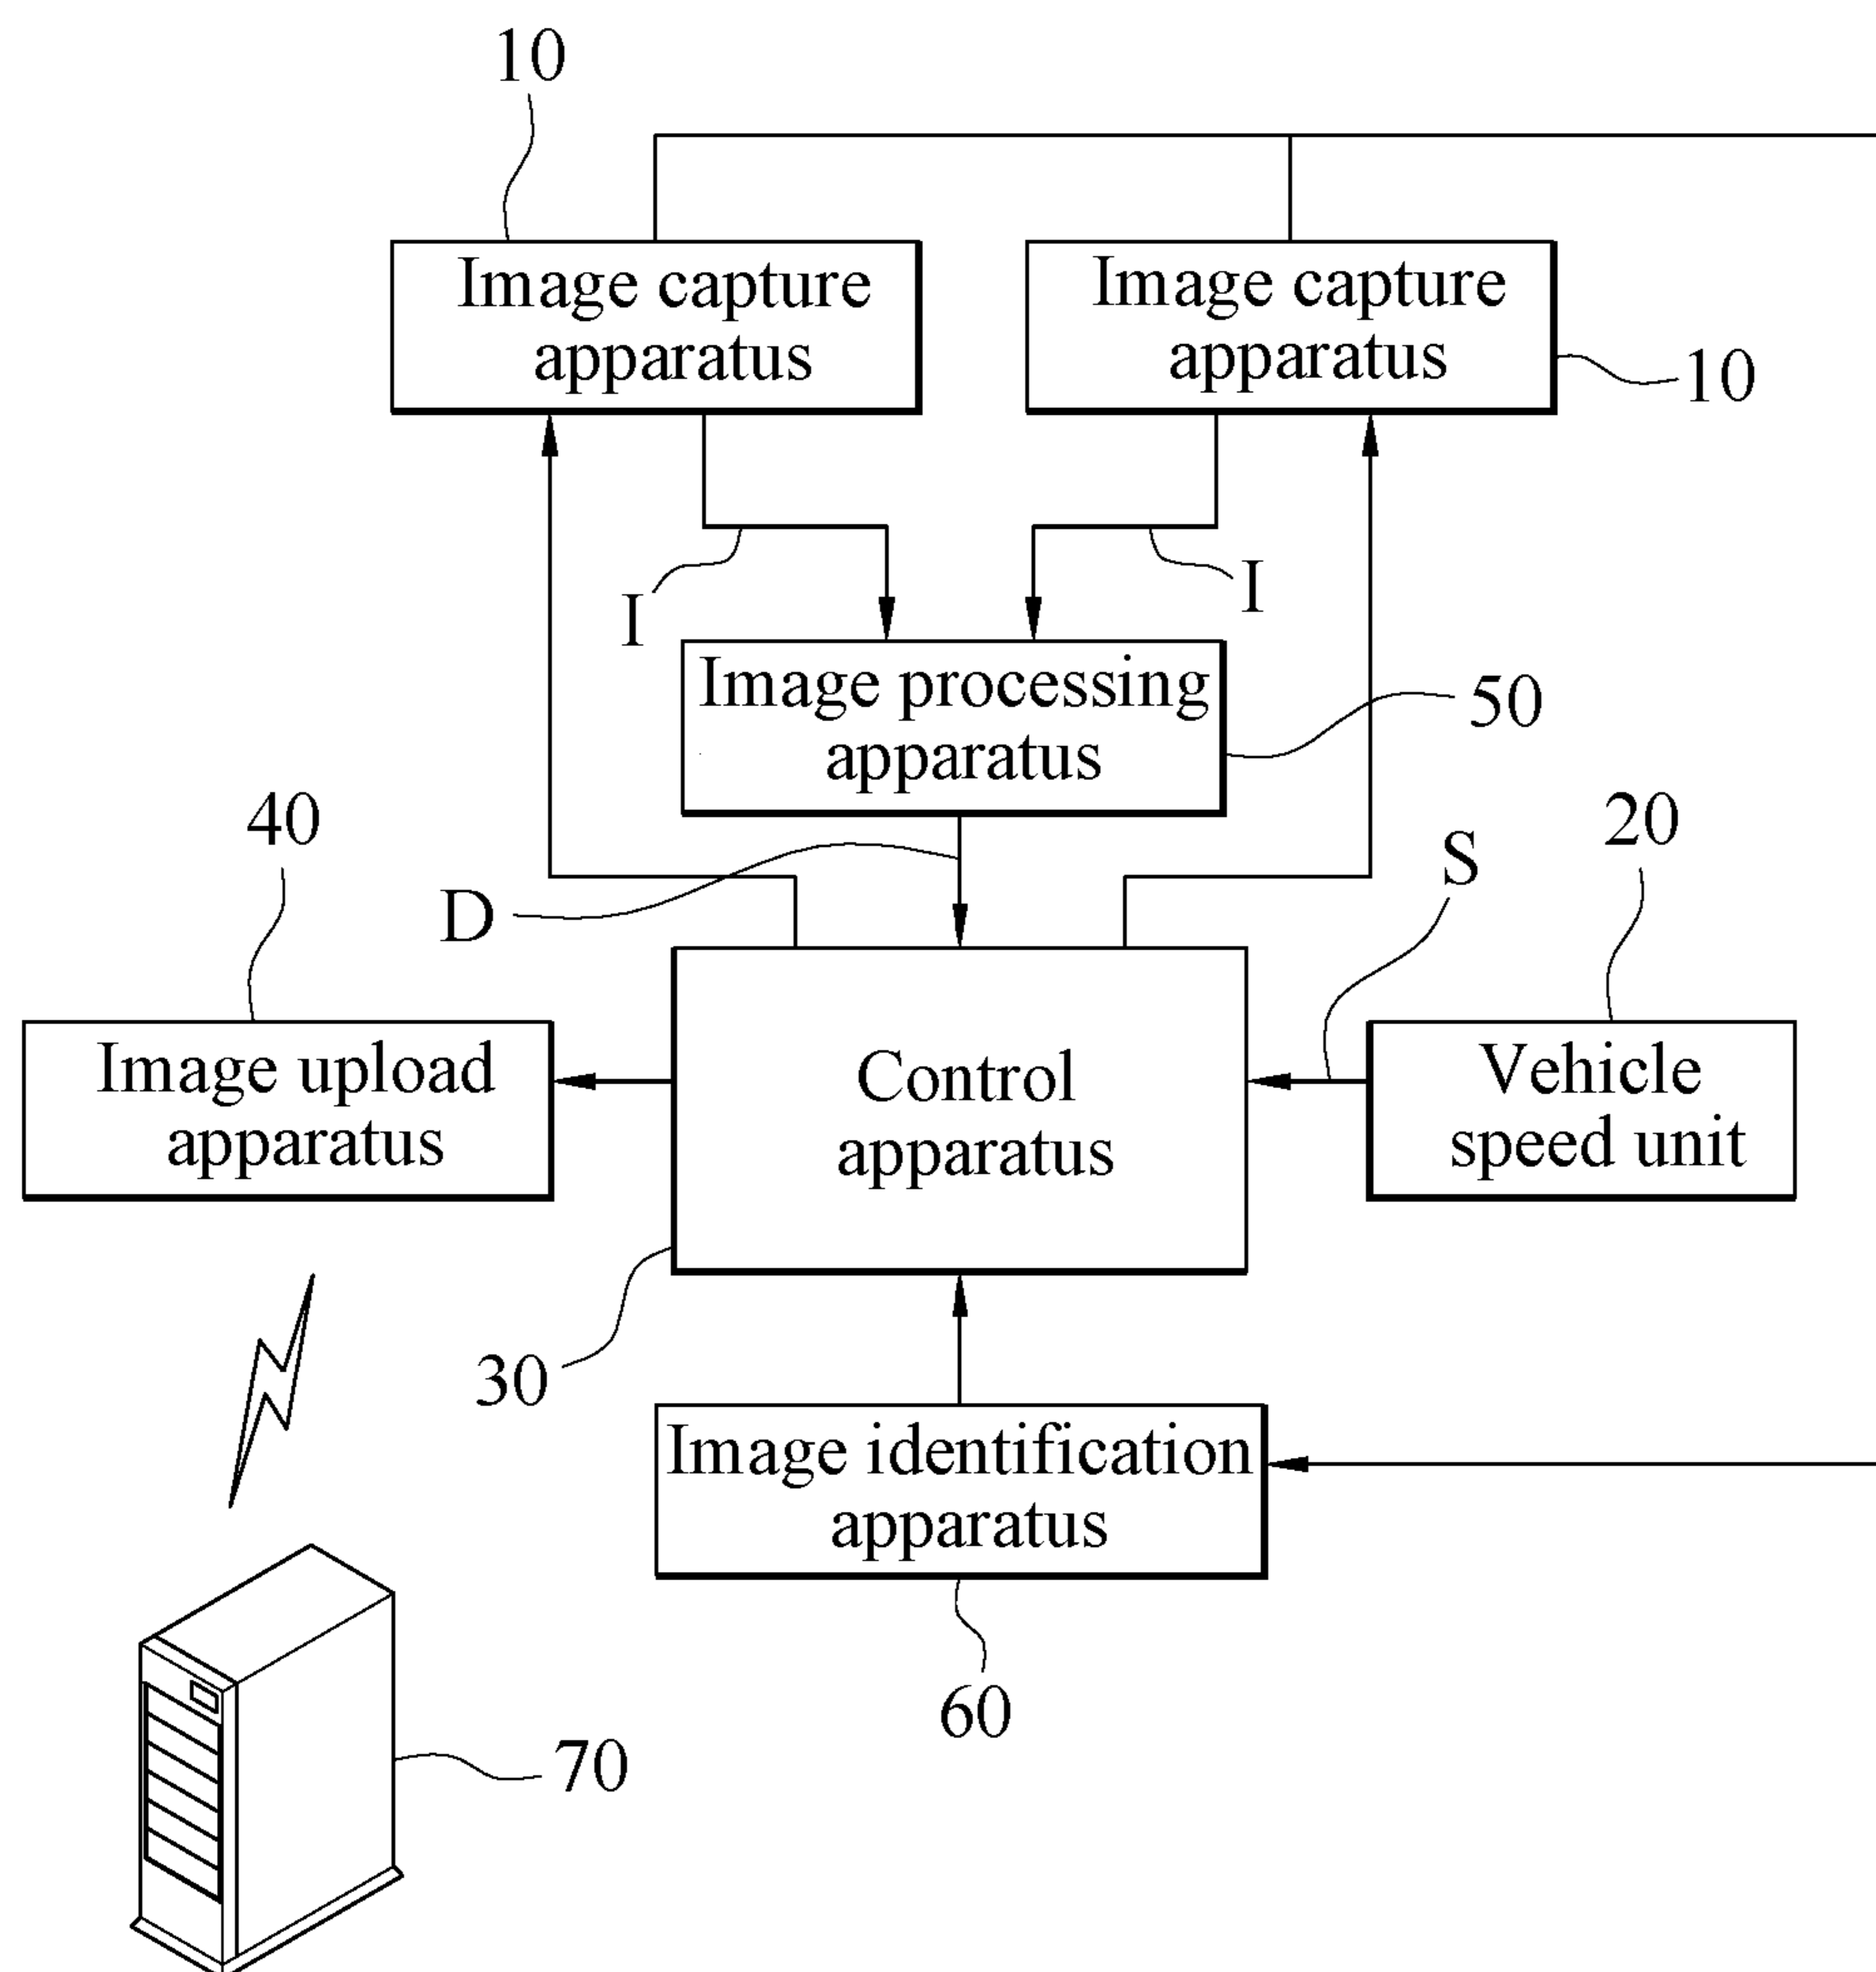 10
Image capture
apparatus
Image capture
apparatus
10
I
I
Image processing
apparatus
50
40
20
S
D
Image upload
apparatus
Control
apparatus
Vehicle
speed unit
30
Image identification
apparatus
60
70